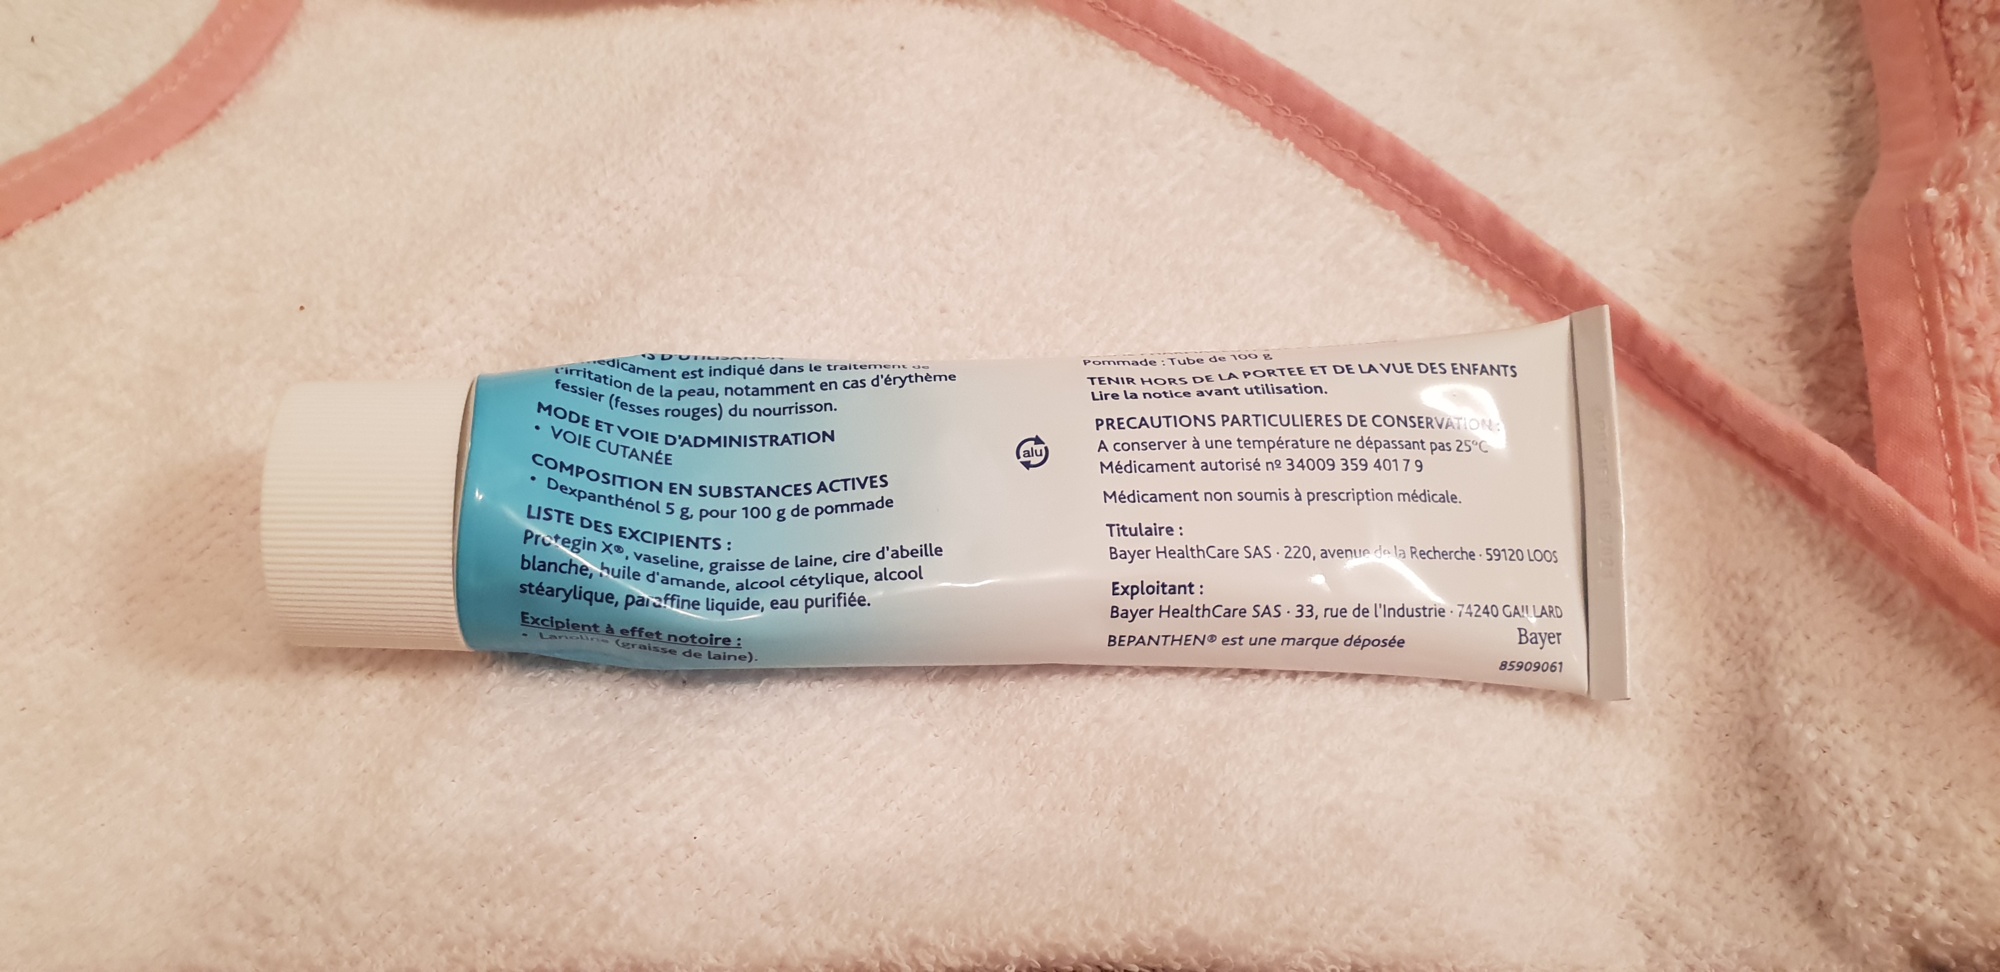 médicament est indiqué dans le traitement de
l'irritation de la peau, notamment en cas d'érythème
fessier (fesses rouges) du nourrisson.
MODE ET VOIE D'ADMINISTRATION
• VOIE CUTANÉE
COMPOSITION EN SUBSTANCES ACTIVES
• Dexpanthénol 5 g, pour 100 g de pommade
LISTE DES EXCIPIENTS :
Protegin X®, vaseline, graisse de laine, cire d'abeille
blanche, huile d'amande, alcool cétylique, alcool
stéarylique, paraffine liquide, eau purifiée.
Excipient à effet notoire :
• Lanoline (graisse de laine).
alu
Pommade : Tube de 100 g
TENIR HORS DE LA PORTEE ET DE LA VUE DES ENFANTS
Lire la notice avant utilisation.
PRECAUTIONS PARTICULIERES DE CONSERVATION :
A conserver à une température ne dépassant pas 25°C
Médicament autorisé nº 34009 359 401 7 9
Médicament non soumis à prescription médicale.
Titulaire :
Bayer HealthCare SAS · 220, avenue de la Recherche · 59120 LOOS
Exploitant :
Bayer HealthCare SAS · 33, rue de l'Industrie · 74240 GAILLARD
BEPANTHEN® est une marque déposée
Bayer
85909061